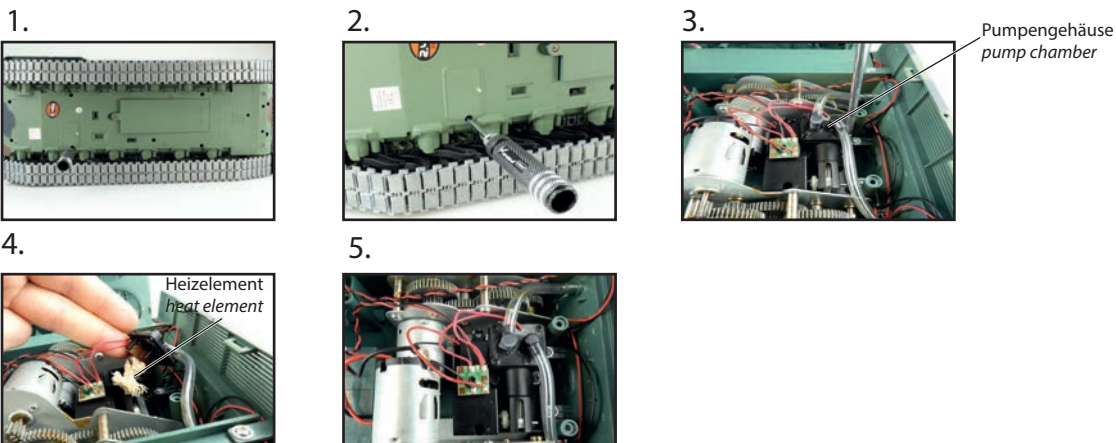 1.
2.
3.
Pumpengehäuse
pump chamber
4.
Heizelement
heat element
5.